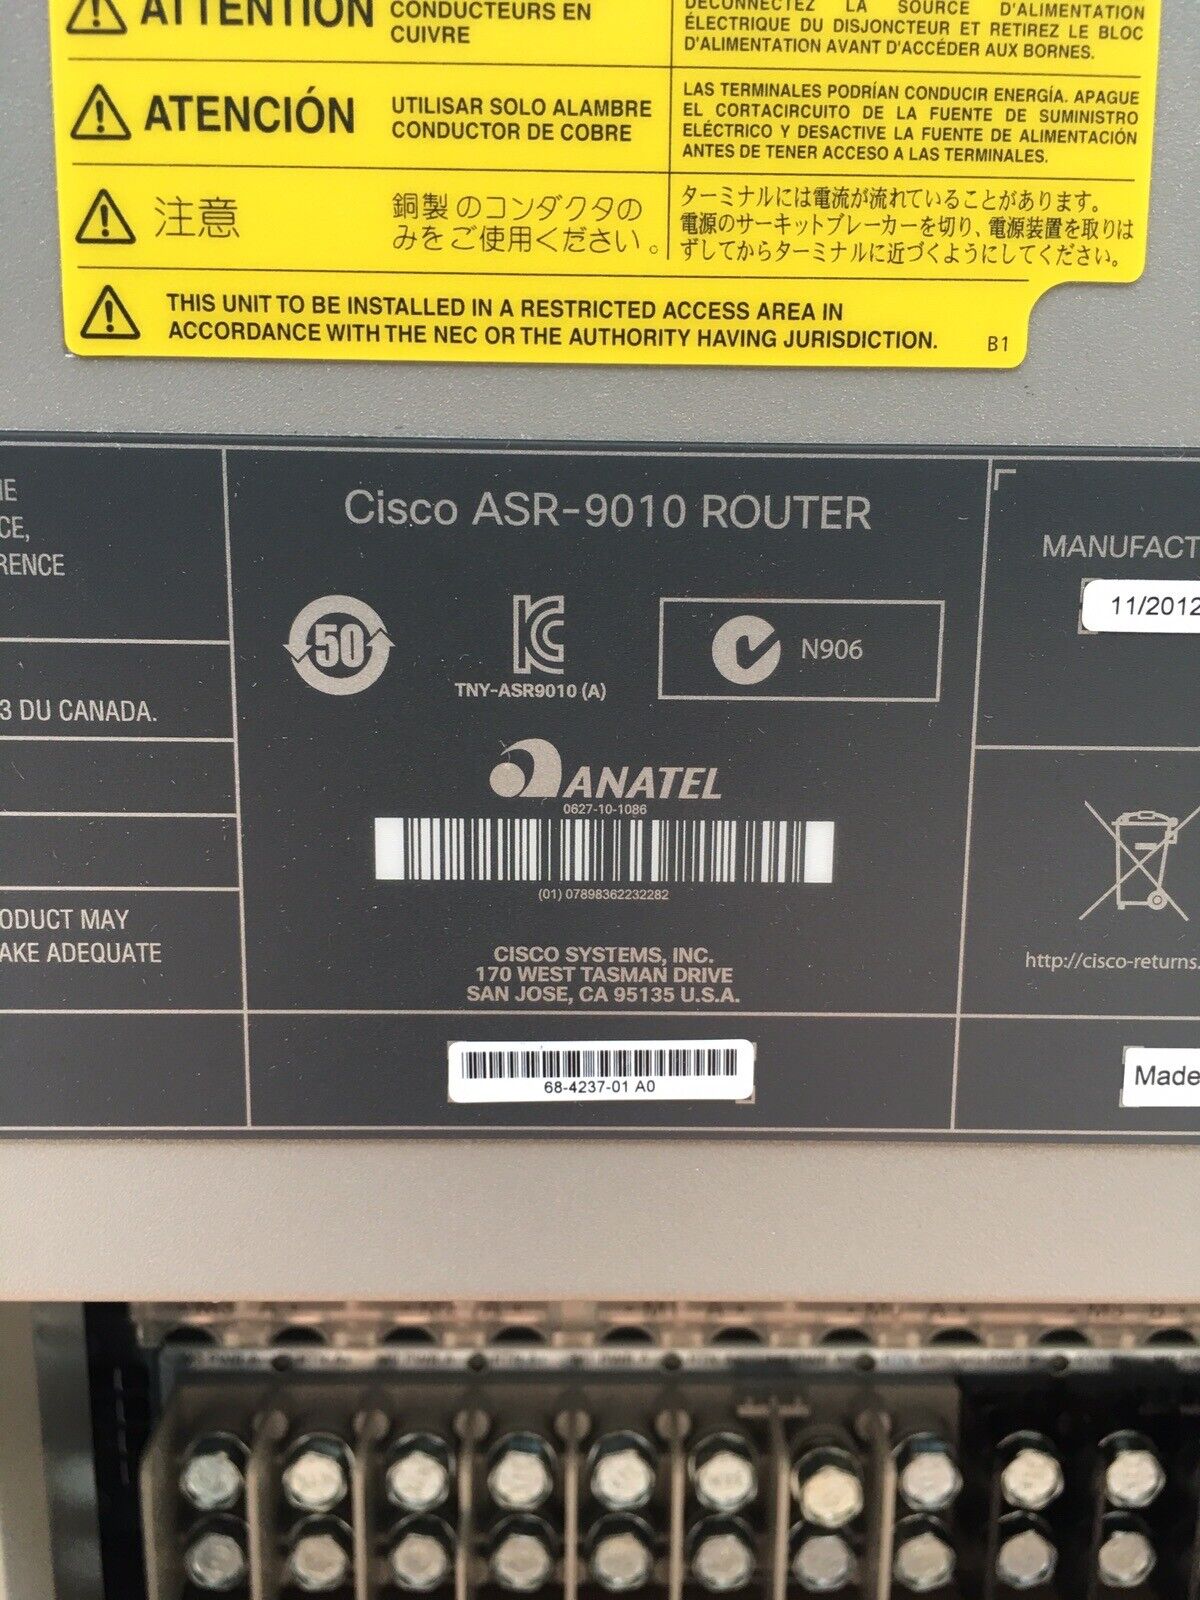 ATTENTION
CONDUCTEURS EN
CUIVRE
DÉCONNECTEZ LA SOURCE D'ALIMENTATION
ÉLECTRIQUE DU DISJONCTEUR ET RETIREZ LE BLOC
D'ALIMENTATION AVANT D'ACCÉDER AUX BORNES.
ATENCIÓN
UTILISAR SOLO ALAMBRE
CONDUCTOR DE COBRE
LAS TERMINALES PODRÍAN CONDUCIR ENERGÍA. APAGUE
EL CORTACIRCUITO DE LA FUENTE DE SUMINISTRO
ELÉCTRICO Y DESACTIVE LA FUENTE DE ALIMENTACIÓN
ANTES DE TENER ACCESO A LAS TERMINALES.
注意
銅製のコンダクタの
みをご使用ください。
ターミナルには電流が流れていることがあります。
電源のサーキットブレーカーを切り、電源装置を取りは
ずしてからターミナルに近づくようにしてください。
THIS UNIT TO BE INSTALLED IN A RESTRICTED ACCESS AREA IN
ACCORDANCE WITH THE NEC OR THE AUTHORITY HAVING JURISDICTION.
B1
CE,
RENCE
3 DU CANADA.
ODUCT MAY
AKE ADEQUATE
Cisco ASR-9010 ROUTER
50
TNY-ASR9010 (A)
N906
ANATEL
0627-10-1086
(01) 07898362232282
CISCO SYSTEMS, INC.
170 WEST TASMAN DRIVE
SAN JOSE, CA 95135 U.S.A.
68-4237-01 A0
MANUFACT
11/2012
http://cisco-returns.
Made